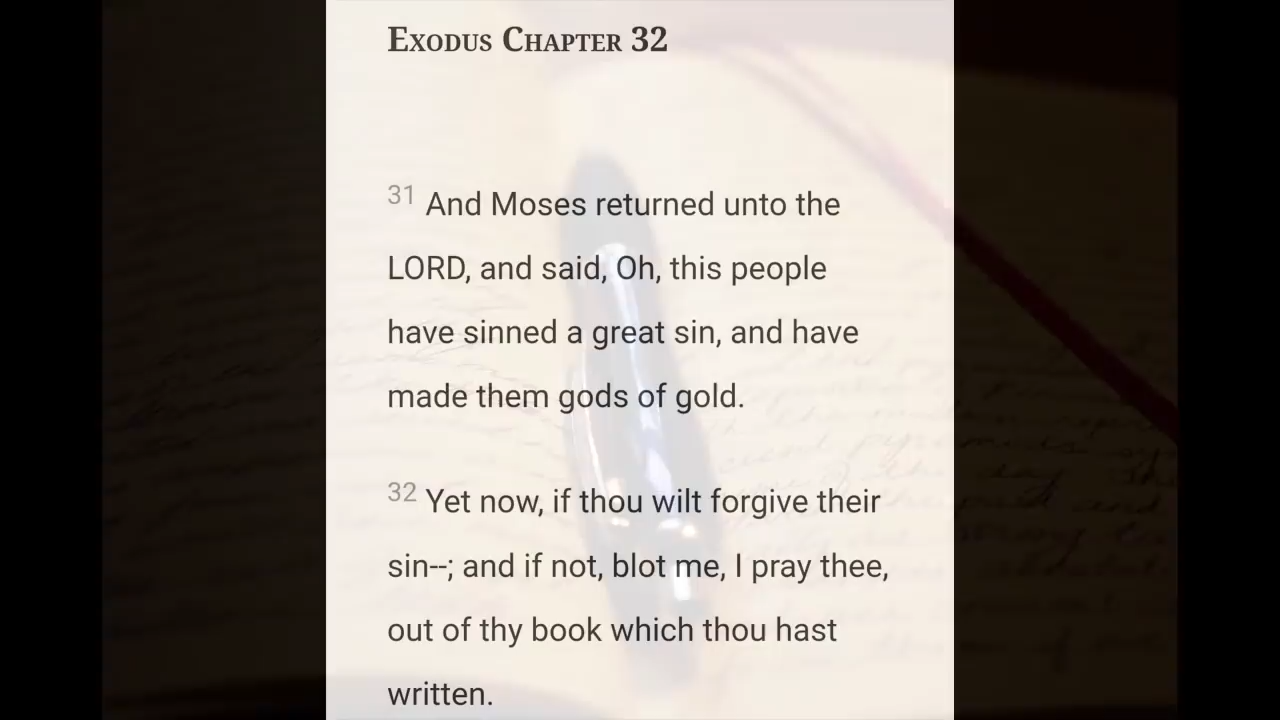 Exodus Chapter 32
31 And Moses returned unto the
LORD, and said, Oh, this people
have sinned a great sin, and have
made them gods of gold.
32 Yet now, if thou wilt forgive their
sin--; and if not, blot me, I pray thee,
out of thy book which thou hast
written.